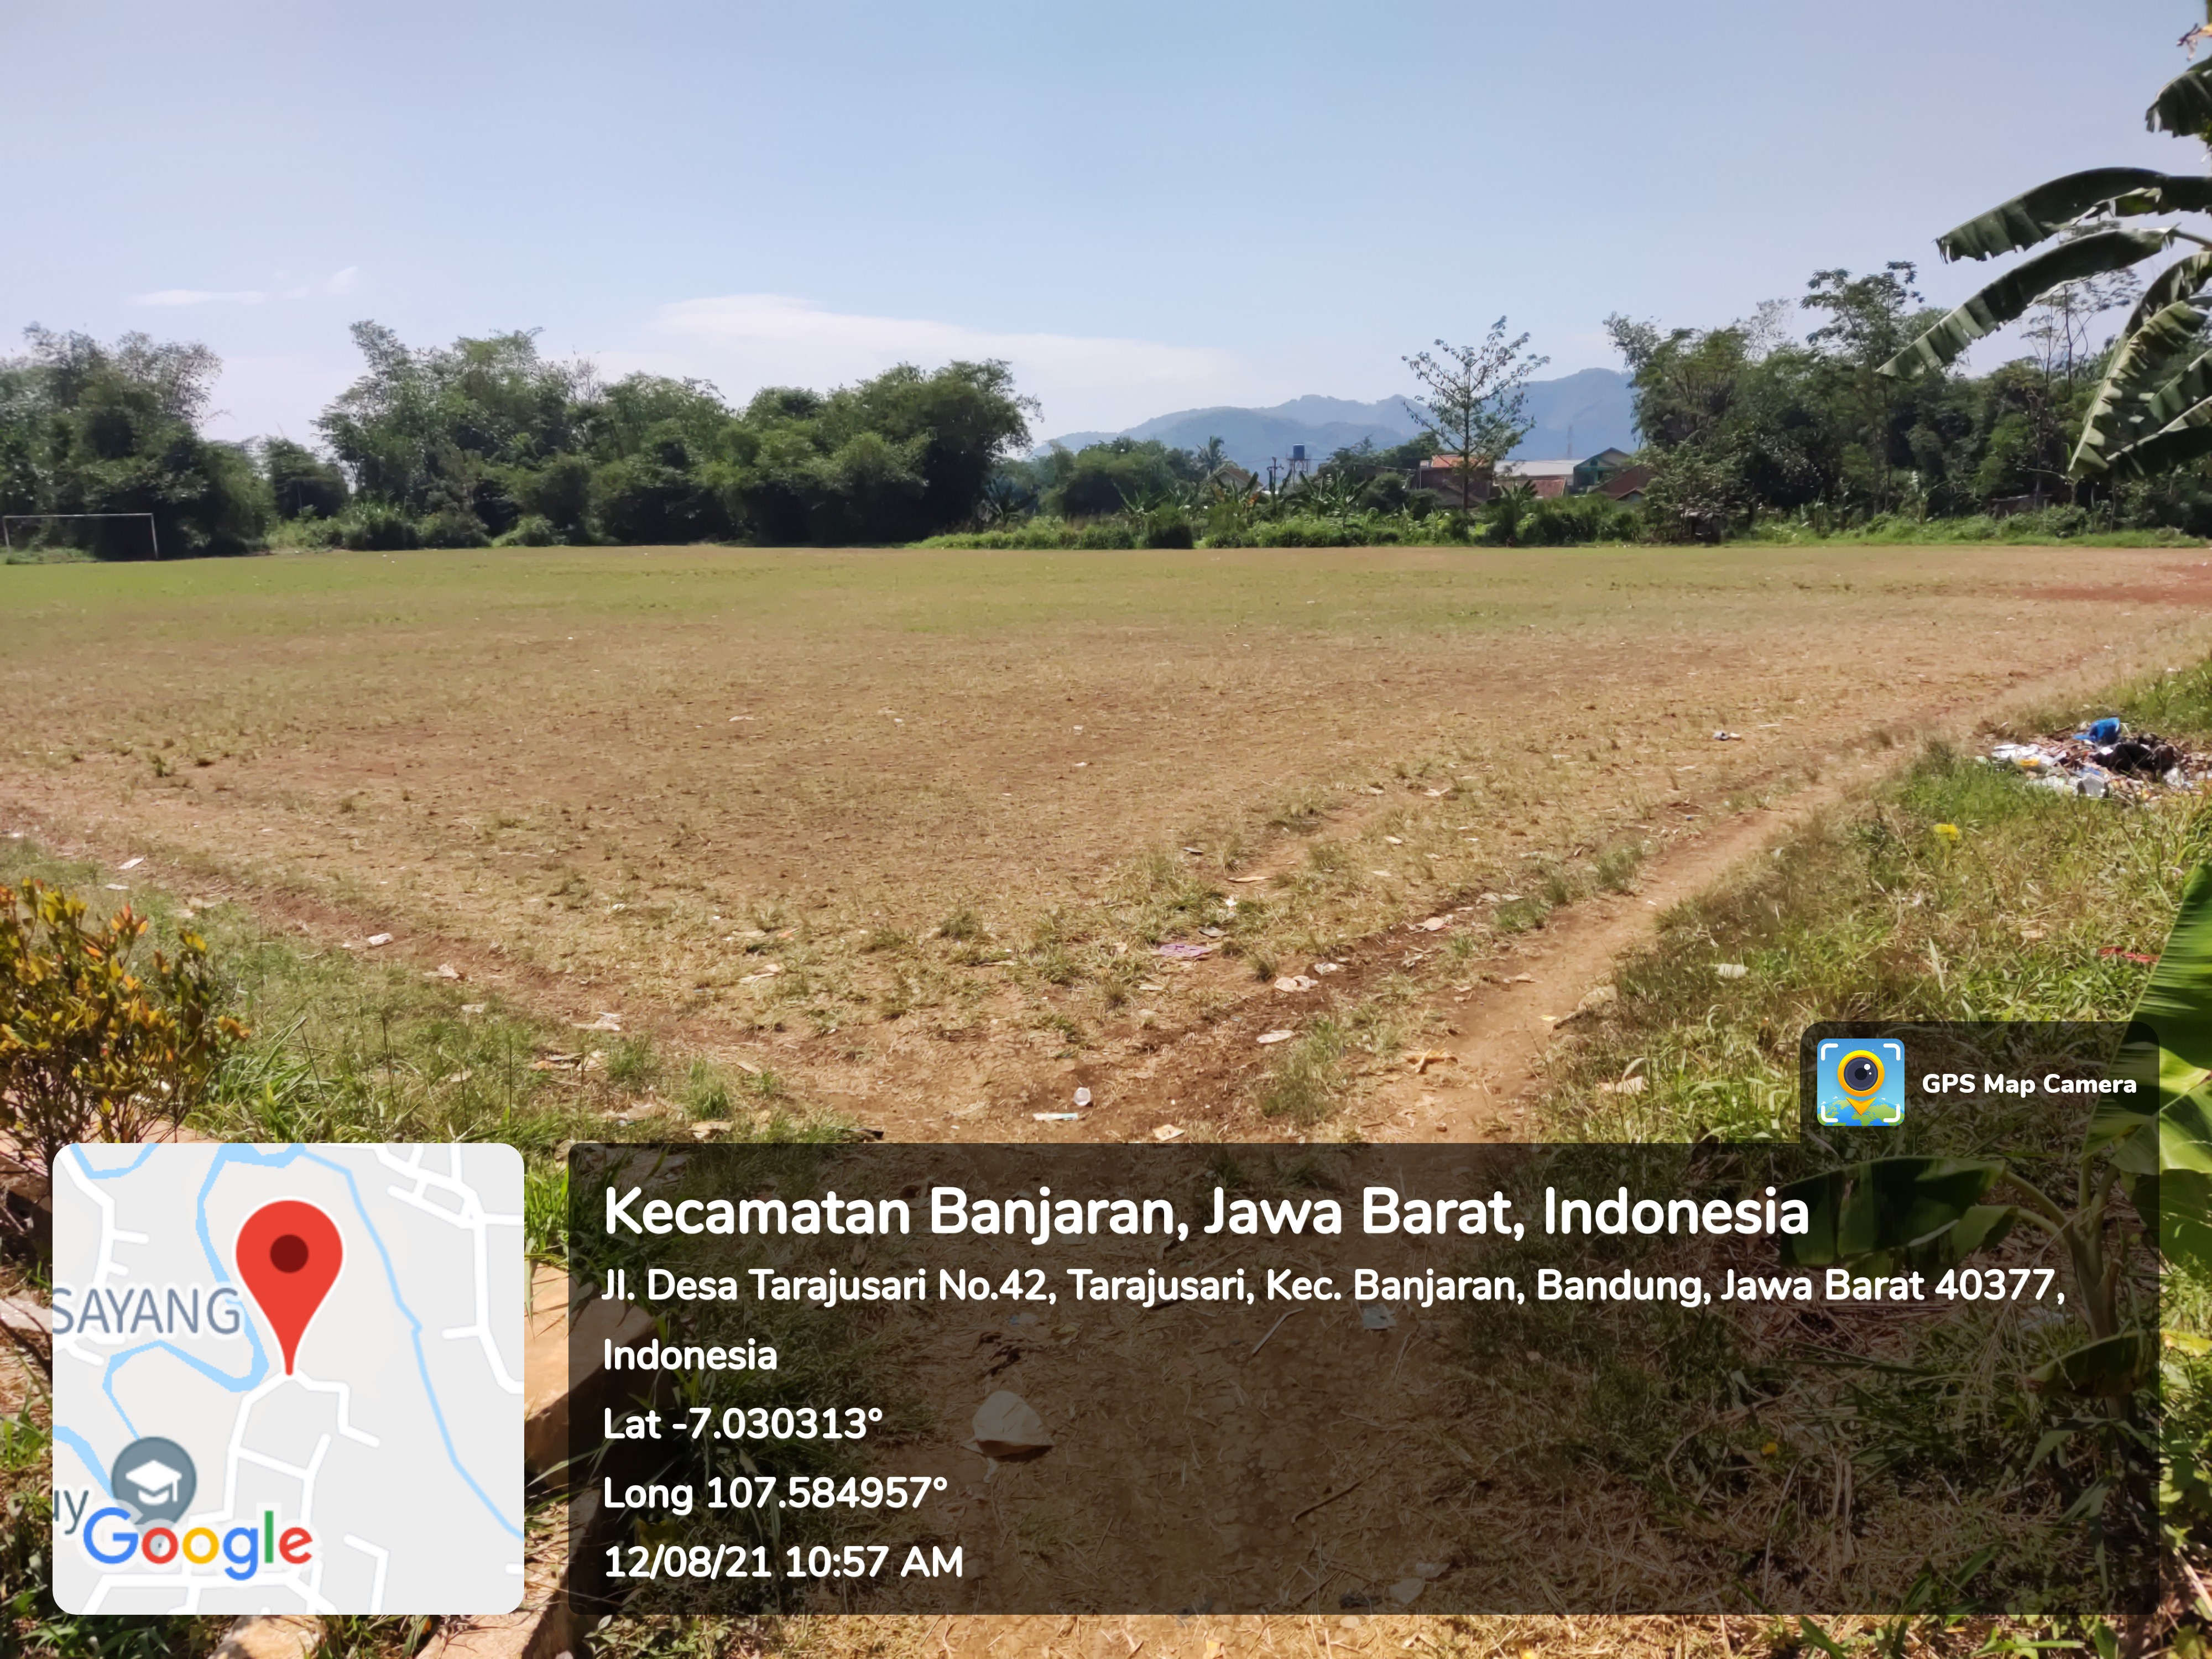 GPS Map Camera
Kecamatan Banjaran, Jawa Barat, Indonesia
Jl. Desa Tarajusari No.42, Tarajusari, Kec. Banjaran, Bandung, Jawa Barat 40377,
Indonesia
Lat -7.030313°
Long 107.584957°
12/08/21 10:57 AM
SAYANG
Google